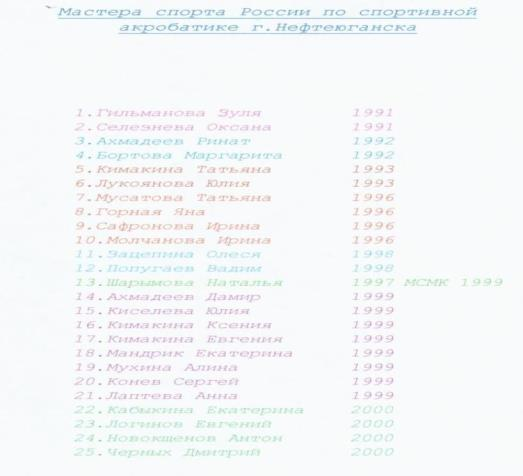 Мастера спорта России по спортивной
акробатике г.Нефтеюганска
1.Гильманова Зуля 1991
2.Селезнева Оксана 1991
3.Ахмадеев Ринат 1992
4.Бортова Маргарита 1992
5.Кимакина Татьяна 1993
6.Лукоянова Юлия 1993
7.Мусатова Татьяна 1996
8.Горная Яна 1996
9.Сафронова Ирина 1996
10.Молчанова Ирина 1996
11.Зацепина Олеся 1998
12.Попугаев Вадим 1998
13.Шарымова Наталья 1997 МСМК 1999
14.Ахмадеев Дамир 1999
15.Киселева Юлия 1999
16.Кимакина Ксения 1999
17.Кимакина Евгения 1999
18.Мандрик Екатерина 1999
19.Мухина Алина 1999
20.Конев Сергей 1999
21.Лаптева Анна 1999
22.Кабыкина Екатерина 2000
23.Логинов Евгений 2000
24.Новокщенов Антон 2000
25.Черных Дмитрий 2000